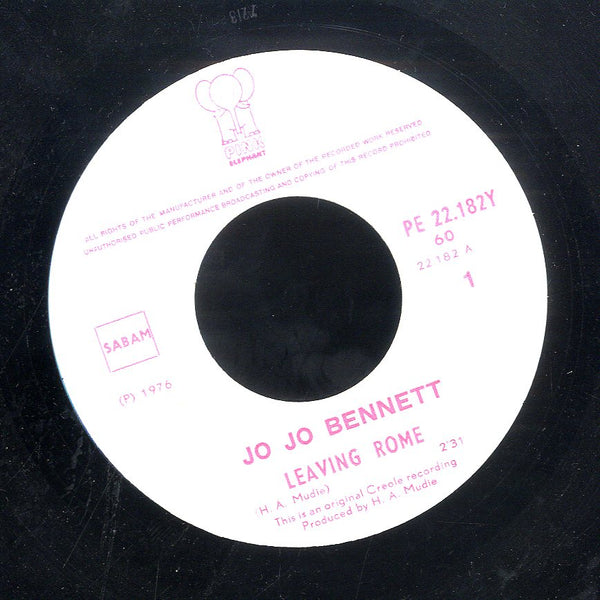 PINK
ELEPHANT
ALL RIGHTS OF THE MANUFACTURER AND OF THE OWNER OF THE RECORDED WORK RESERVED
UNAUTHORISED PUBLIC PERFORMANCE BROADCASTING AND COPYING OF THIS RECORD PROHIBITED.
PE 22.182Y
60
22 182 A
1
SABAM
(P) 1976
JO JO BENNETT
LEAVING ROME 2'31
(H. A. Mudie)
This is an original Creole recording
Produced by H. A. Mudie